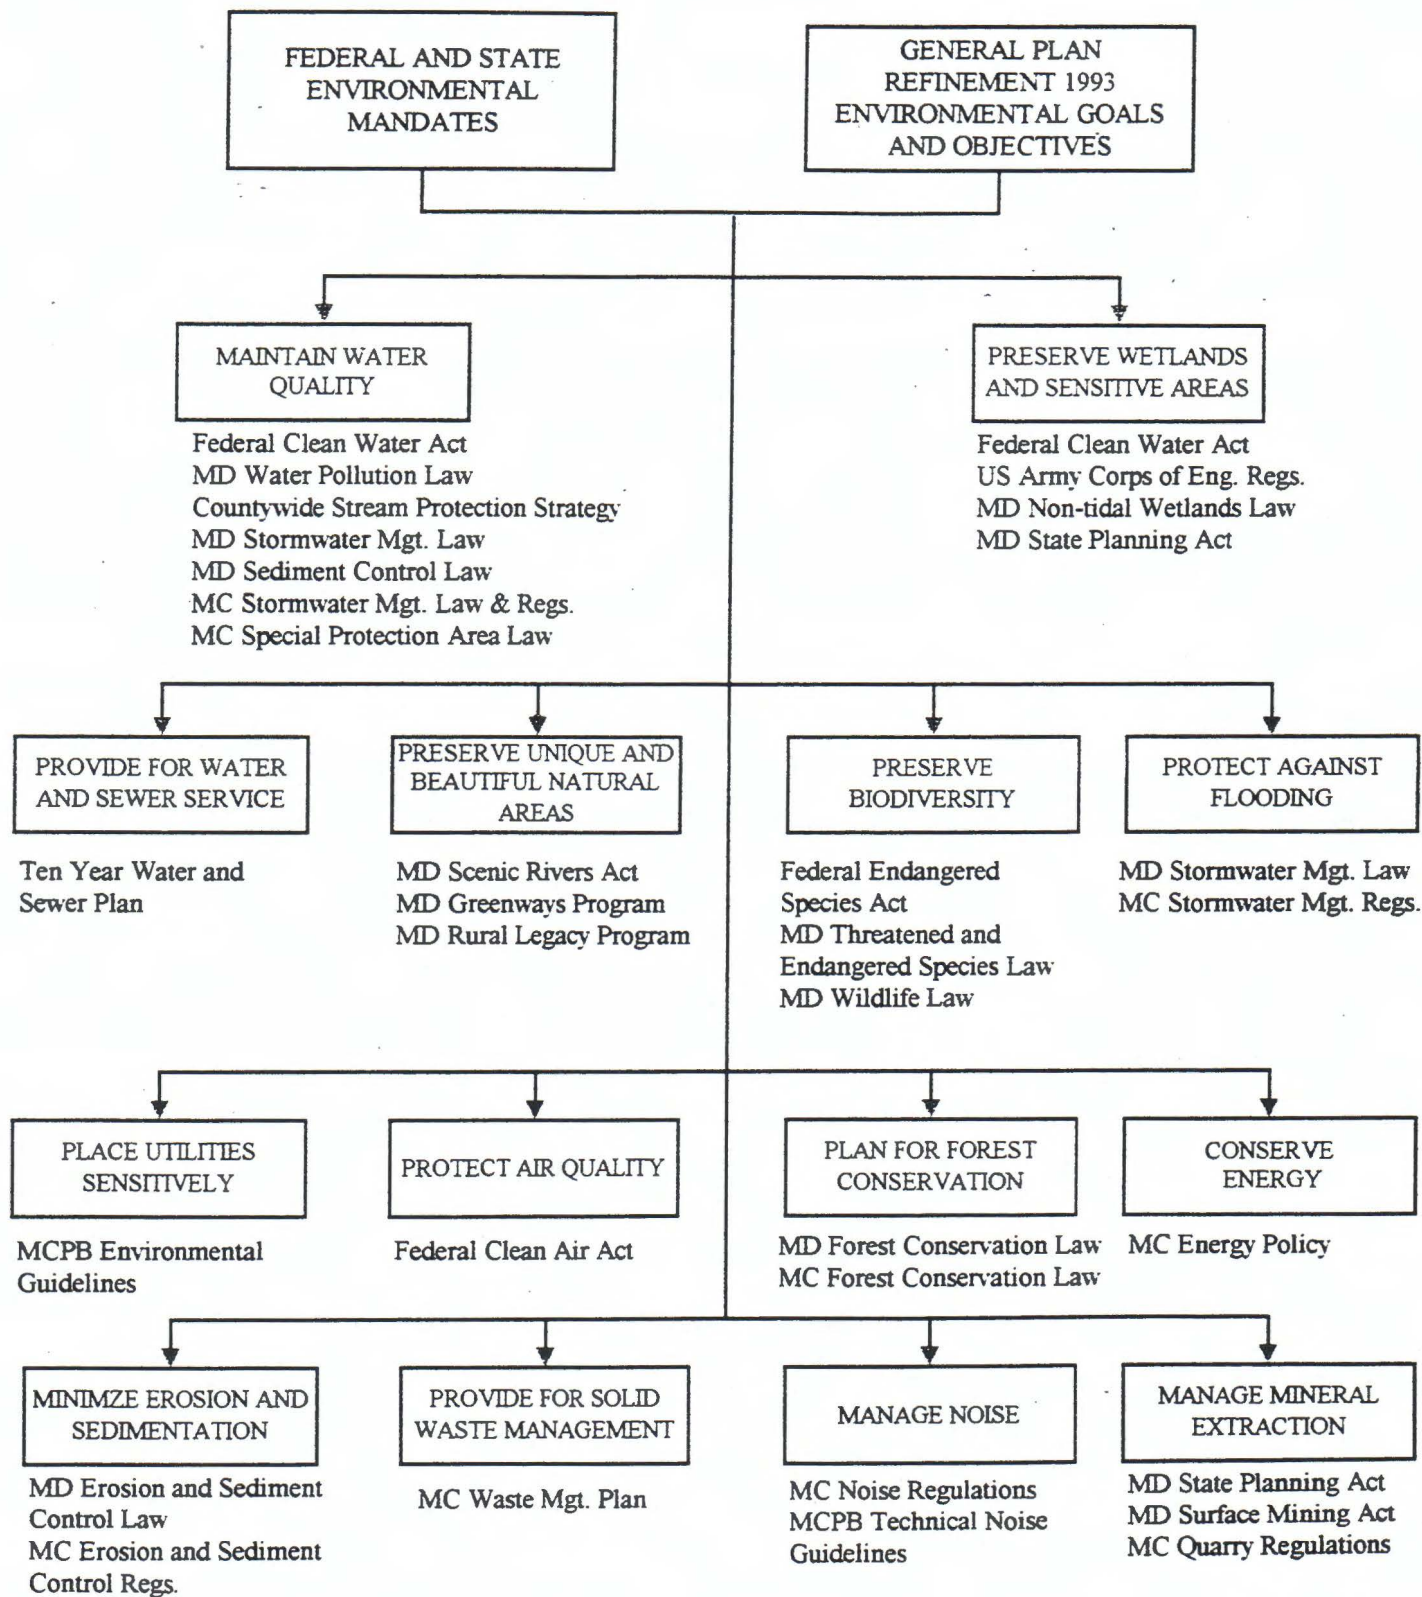 FEDERAL AND STATE
ENVIRONMENTAL
MANDATES
GENERAL PLAN
REFINEMENT 1993
ENVIRONMENTAL GOALS
AND OBJECTIVES
MAINTAIN WATER
QUALITY
Federal Clean Water Act
MD Water Pollution Law
Countywide Stream Protection Strategy
MD Stormwater Mgt. Law
MD Sediment Control Law
MC Stormwater Mgt. Law & Regs.
MC Special Protection Area Law
PRESERVE WETLANDS
AND SENSITIVE AREAS
Federal Clean Water Act
US Army Corps of Eng. Regs.
MD Non-tidal Wetlands Law
MD State Planning Act
PROVIDE FOR WATER
AND SEWER SERVICE
Ten Year Water and
Sewer Plan
PRESERVE UNIQUE AND
BEAUTIFUL NATURAL
AREAS
MD Scenic Rivers Act
MD Greenways Program
MD Rural Legacy Program
PRESERVE
BIODIVERSITY
Federal Endangered
Species Act
MD Threatened and
Endangered Species Law
MD Wildlife Law
PROTECT AGAINST
FLOODING
MD Stormwater Mgt. Law
MC Stormwater Mgt. Regs.
PLACE UTILITIES
SENSITIVELY
MCPB Environmental
Guidelines
PROTECT AIR QUALITY
Federal Clean Air Act
PLAN FOR FOREST
CONSERVATION
MD Forest Conservation Law
MC Forest Conservation Law
CONSERVE
ENERGY
MC Energy Policy
MINIMZE EROSION AND
SEDIMENTATION
MD Erosion and Sediment
Control Law
MC Erosion and Sediment
Control Regs.
PROVIDE FOR SOLID
WASTE MANAGEMENT
MC Waste Mgt. Plan
MANAGE NOISE
MC Noise Regulations
MCPB Technical Noise
Guidelines
MANAGE MINERAL
EXTRACTION
MD State Planning Act
MD Surface Mining Act
MC Quarry Regulations